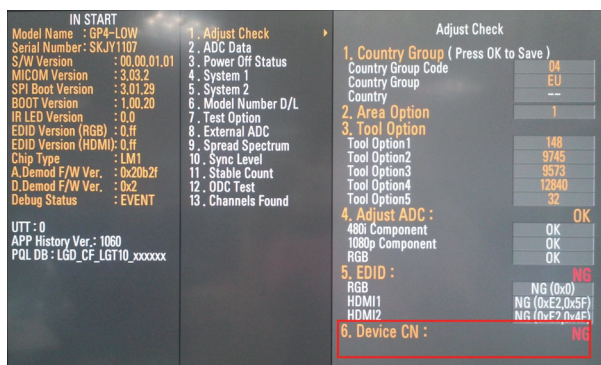 IN START
Model Name : GP4-LOW
Serial Number : SKJY1107
S/W Version : 00,00,01.01
MICOM Version : 3,03,2
SPI Boot Version : 3.01.29
BOOT Version : 1.00,20
IR LED Version : 0.0
EDID Version (RGB) : 0,ff
EDID Version (HDMI): 0.ff
Chip Type : LM1
A.Demod F/W Ver. : 0x20b2f
D.Demod F/W Ver. : 0x2
Debug Status : EVENT
UTT : 0
APP History Ver. : 1060
PQL DB : LGD_CF_LGT10_xxxxxx
1 . Adjust Check
2 . ADC Data
3 . Power Off Status
4 . System 1
5 . System 2
6 . Model Number D/L
7 . Test Option
8 . External ADC
9 . Spread Spectrum
10 . Sync Level
11 . Stable Count
12 . ODC Test
13 . Channels Found
Adjust Check
1. Country Group ( Press OK to Save )
Country Group Code 04
Country Group EU
Country --
2. Area Option 1
3. Tool Option
Tool Option1 148
Tool Option2 9745
Tool Option3 9573
Tool Option4 12840
Tool Option5 32
4. Adjust ADC : OK
480i Component OK
1080p Component OK
RGB OK
5. EDID : NG
RGB NG (0x0)
HDMI1 NG (0xE2,0x5F)
HDMI2 NG (0xE2,0x4F)
6. Device CN : NG